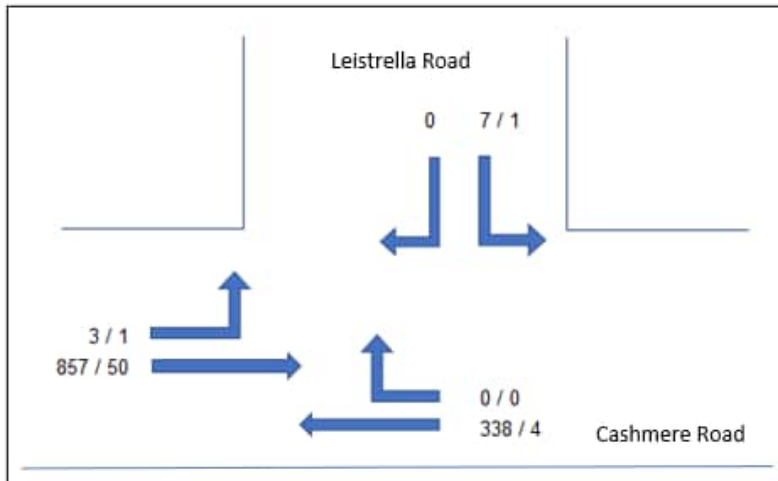 Leistrella Road
0 7 / 1
3 / 1
857 / 50
0 / 0
338 / 4
Cashmere Road